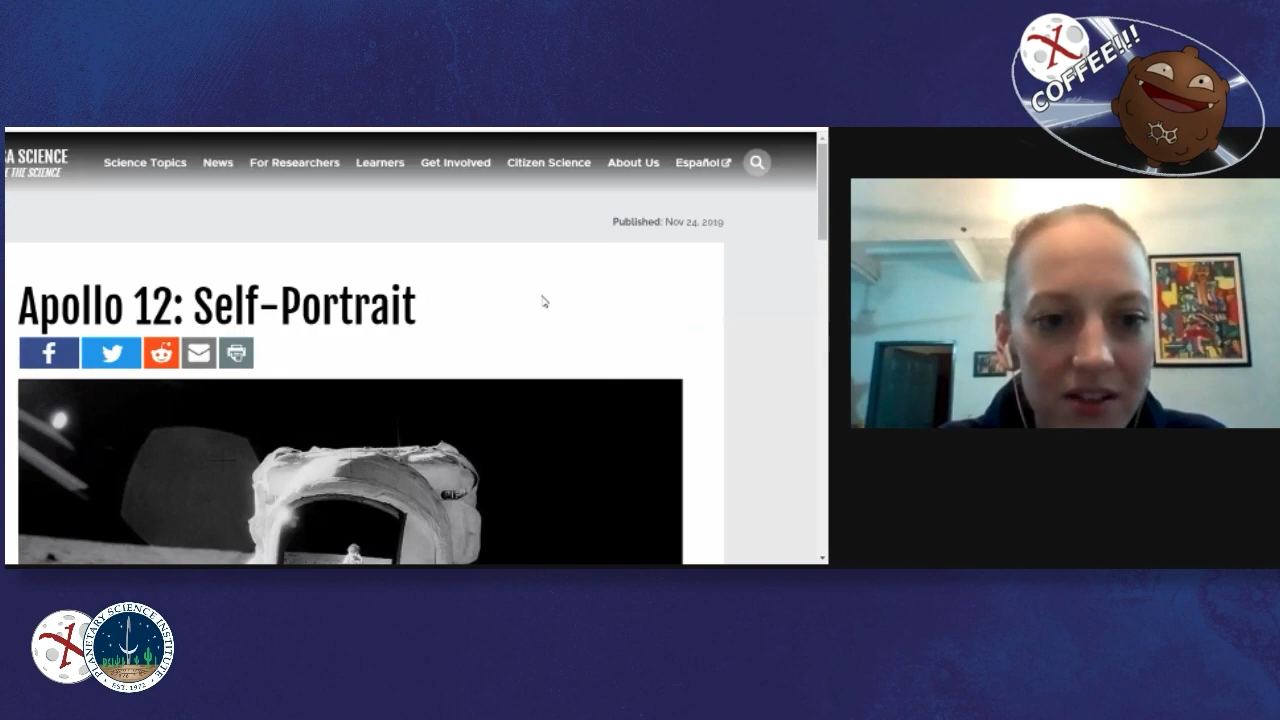 COFFEE!!!
SA SCIENCE
E THE SCIENCE
Science Topics News For Researchers Learners Get Involved Citizen Science About Us Español
Published: Nov 24, 2019
Apollo 12: Self-Portrait
X
X
PLANETARY SCIENCE INSTITUTE
EST. 1972